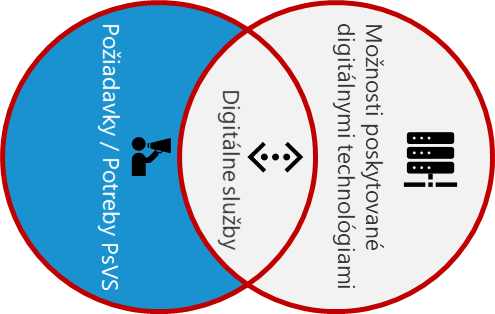 Možnosti poskytované
digitálnymi technológiami
Digitálne služby
Požiadavky / Potreby PsVS